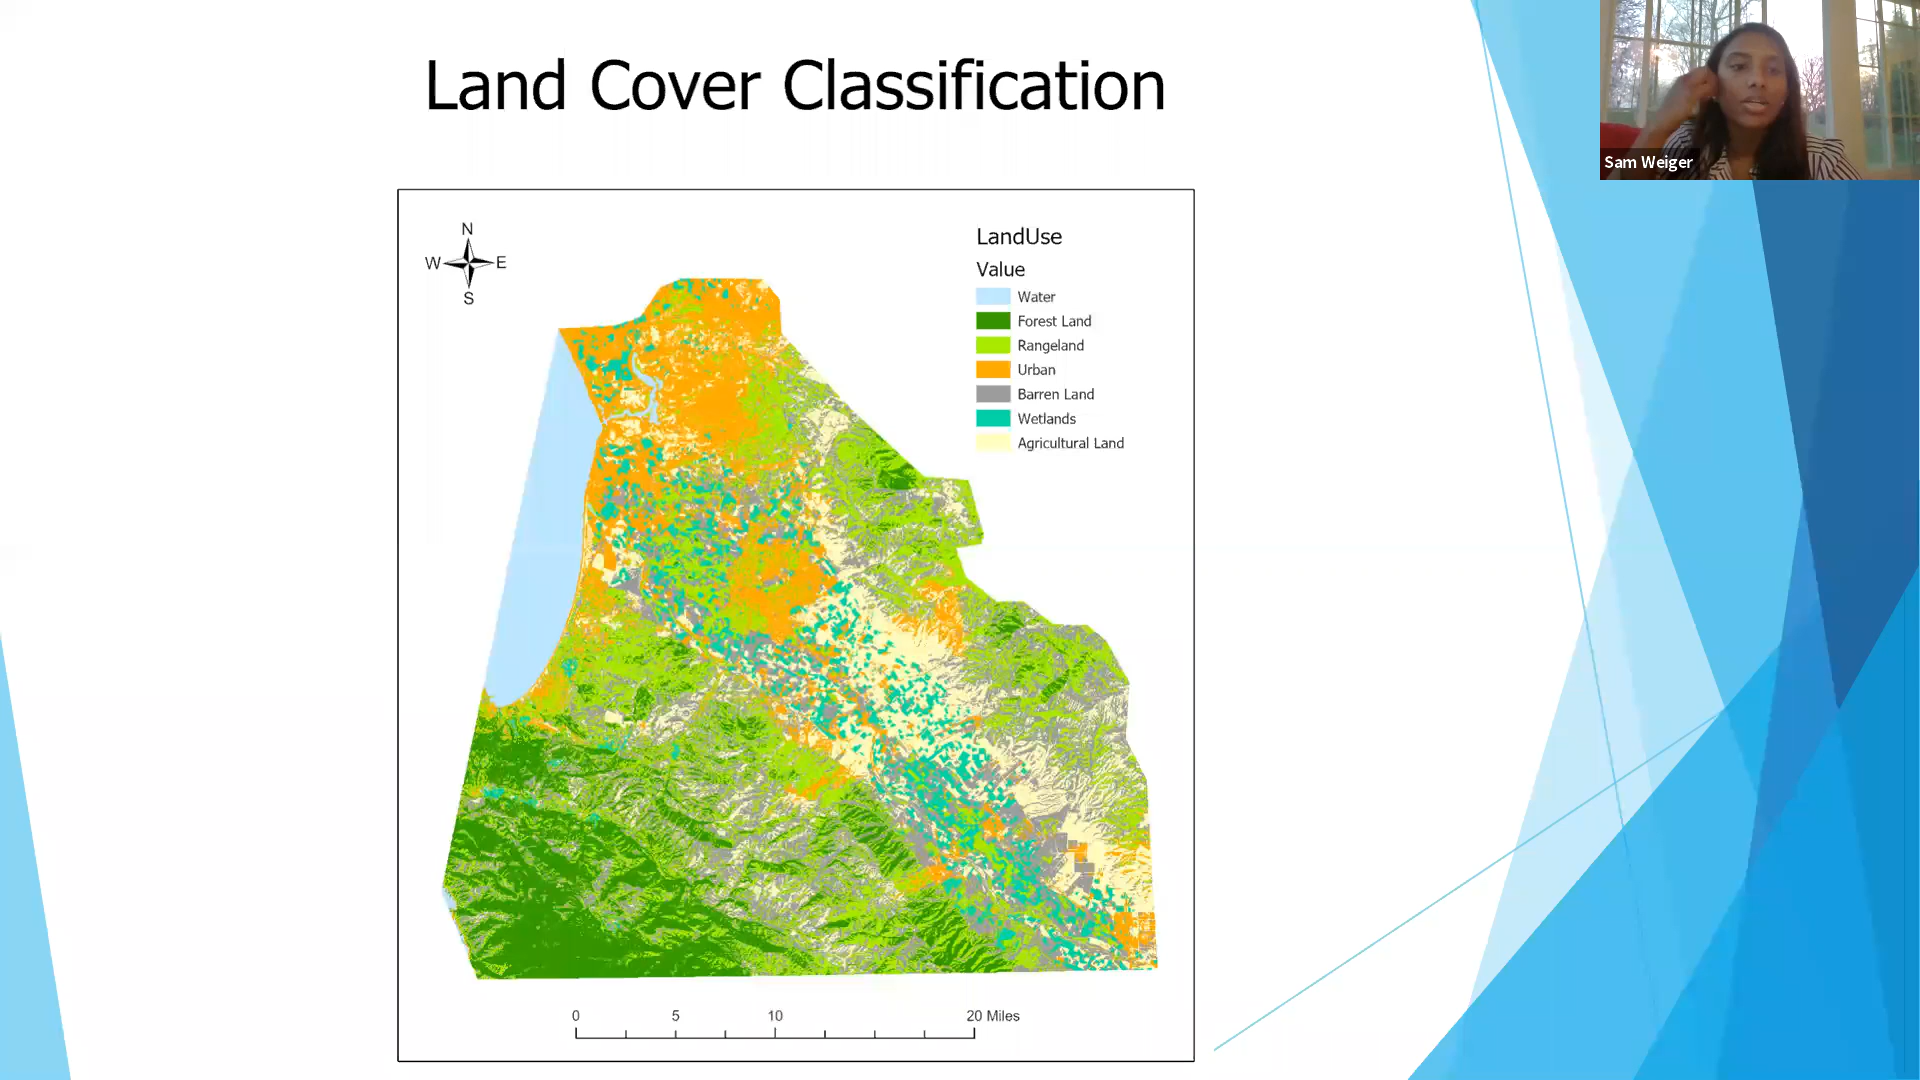 Land Cover Classification
Sam Weiger
N
W E
S
LandUse
Value
Water
Forest Land
Rangeland
Urban
Barren Land
Wetlands
Agricultural Land
0 5 10 20 Miles